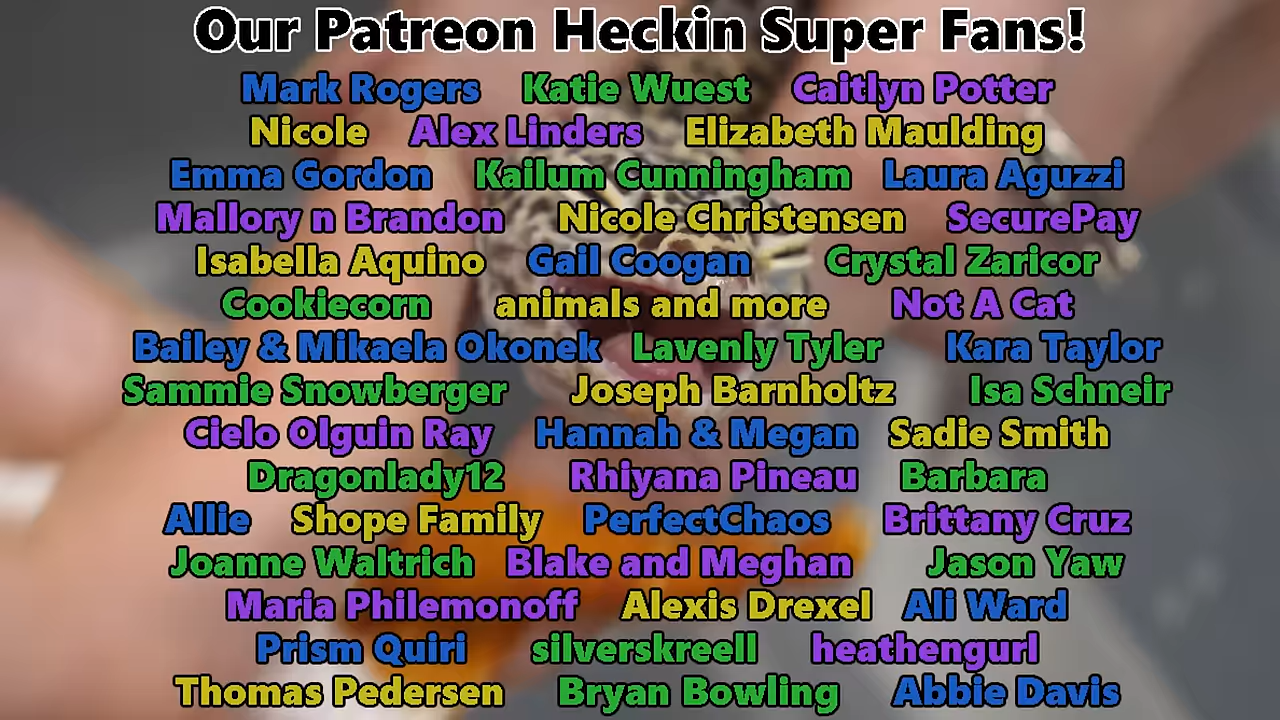 Our Patreon Heckin Super Fans!
Mark Rogers Katie Wuest Caitlyn Potter
Nicole Alex Linders Elizabeth Maulding
Emma Gordon Kailum Cunningham Laura Aguzzi
Mallory n Brandon Nicole Christensen SecurePay
Isabella Aquino Gail Coogan Crystal Zaricor
Cookiecorn animals and more Not A Cat
Bailey & Mikaela Okonek Lavenly Tyler Kara Taylor
Sammie Snowberger Joseph Barnholtz Isa Schneir
Cielo Olguin Ray Hannah & Megan Sadie Smith
Dragonlady12 Rhiyana Pineau Barbara
Allie Shope Family PerfectChaos Brittany Cruz
Joanne Waltrich Blake and Meghan Jason Yaw
Maria Philemonoff Alexis Drexel Ali Ward
Prism Quiri silverskreell heathengurl
Thomas Pedersen Bryan Bowling Abbie Davis